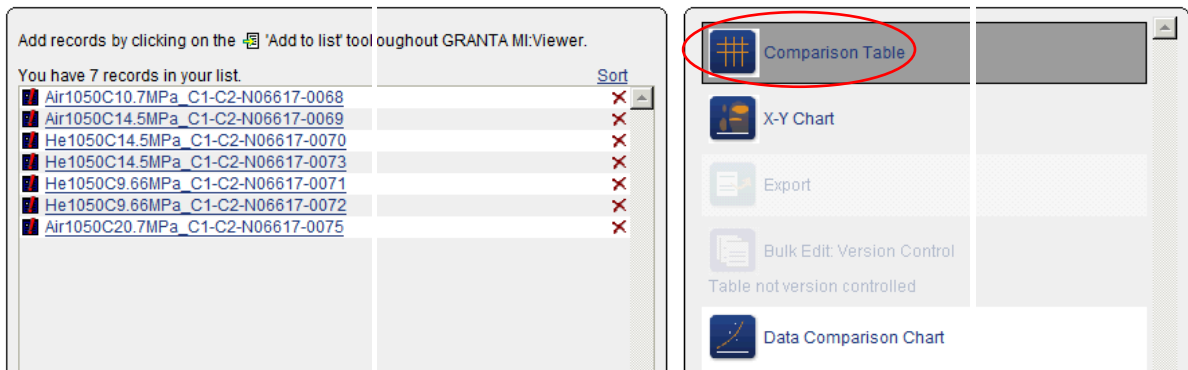 Add records by clicking on the 'Add to list' tool oughout GRANTA MI:Viewer.
You have 7 records in your list.
Sort
Air1050C10.7MPa_C1-C2-N06617-0068
Air1050C14.5MPa_C1-C2-N06617-0069
He1050C14.5MPa_C1-C2-N06617-0070
He1050C14.5MPa_C1-C2-N06617-0073
He1050C9.66MPa_C1-C2-N06617-0071
He1050C9.66MPa_C1-C2-N06617-0072
Air1050C20.7MPa_C1-C2-N06617-0075
Comparison Table
X-Y Chart
Export
Bulk Edit: Version Control
Table not version controlled
Data Comparison Chart